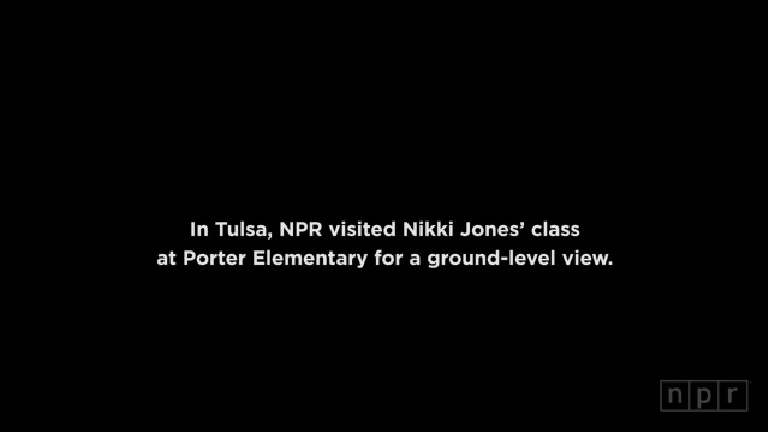 In Tulsa, NPR visited Nikki Jones’ class
at Porter Elementary for a ground-level view.
npr